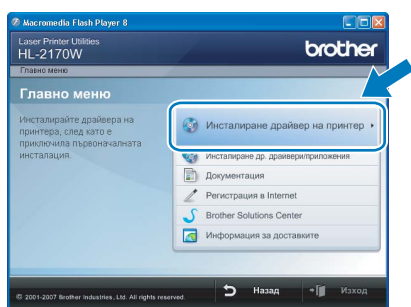 Macromedia Flash Player 8
Laser Printer Utilities
HL-2170W
brother
Главно меню
Главно меню
Инсталирайте драйвера на
принтера, след като е
приключила първоначалната
инсталация.
Инсталиране драйвер на принтер
Инсталиране др. драйвери/приложения
Документация
Регистрация в Internet
Brother Solutions Center
Информация за доставките
© 2001-2007 Brother Industries, Ltd. All rights reserved.
Назад
Изход